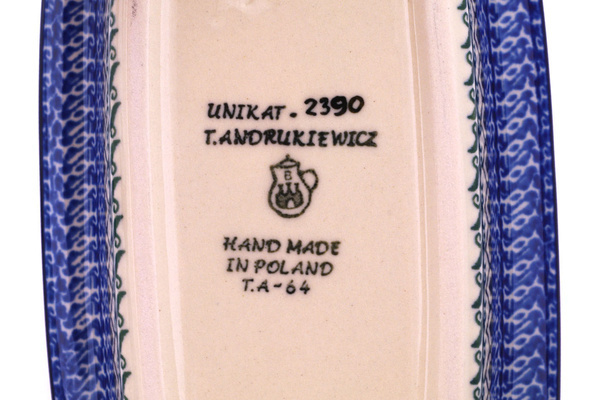 UNIKAT. 2390
T.ANDRUKIEWICZ
B
HAND MADE
IN POLAND
T.A-64